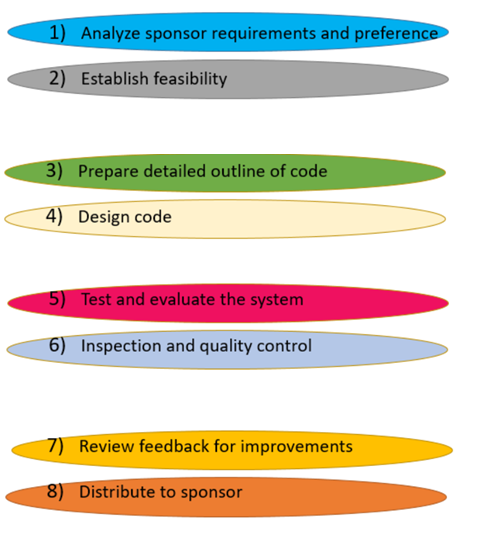 1) Analyze sponsor requirements and preference
2) Establish feasibility
3) Prepare detailed outline of code
4) Design code
5) Test and evaluate the system
6) Inspection and quality control
7) Review feedback for improvements
8) Distribute to sponsor